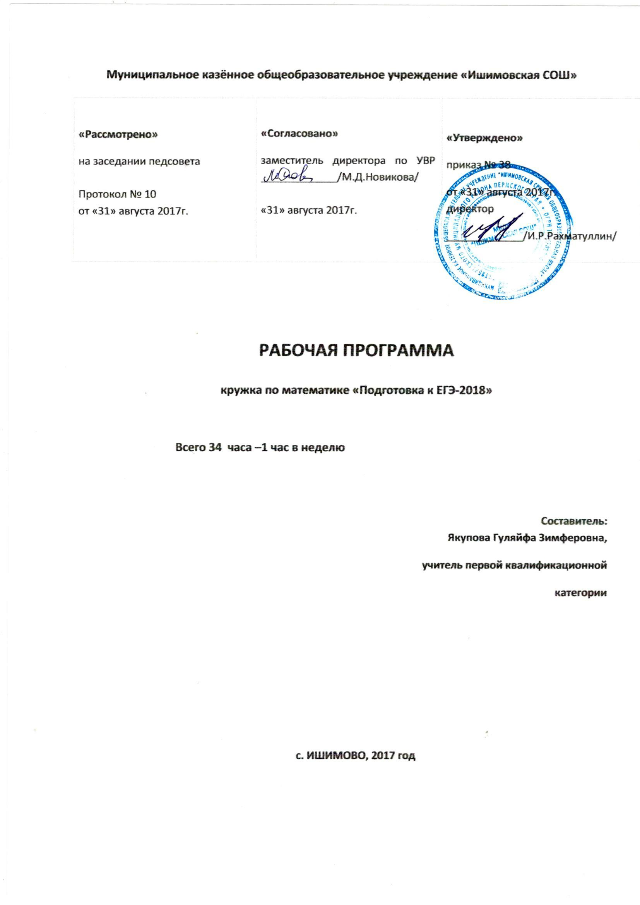 Муниципальное казённое общеобразовательное учреждение «Ишимовская СОШ»
«Рассмотрено»
на заседании педсовета
Протокол № 10
от «31» августа 2017г.
«Согласовано»
заместитель директора по УВР
/М.Д.Новикова/
«31» августа 2017г.
«Утверждено»
приказ № 38
от «31» августа 2017г.
директор
/И.Р.Рахматуллин/
РАБОЧАЯ ПРОГРАММА
кружка по математике «Подготовка к ЕГЭ-2018»
Всего 34 часа –1 час в неделю
Составитель:
Якупова Гуляйфа Зимферовна,
учитель первой квалификационной
категории
с. ИШИМОВО, 2017 год